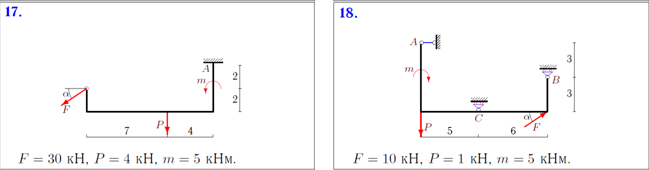 17.
A
m
2
α
F
2
P
7
4
F = 30 кН, P = 4 кН, m = 5 кНм.
18.
A
3
m
B
3
C
α
P
5
6
F
F = 10 кН, P = 1 кН, m = 5 кНм.